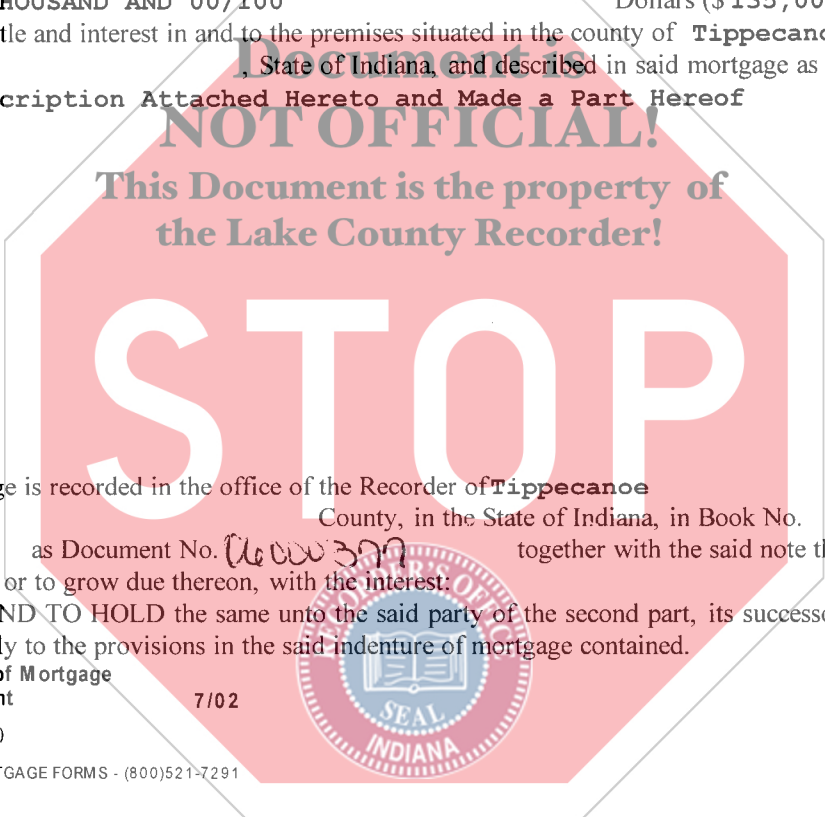 HOUSAND AND 00/100 Dollars ($135,00
tle and interest in and to the premises situated in the county of Tippecano
, State of Indiana, and described in said mortgage as
Document is
cription Attached Hereto and Made a Part Hereof
NOT OFFICIAL!
This Document is the property of
the Lake County Recorder!
STOP
ge is recorded in the office of the Recorder of Tippecanoe
County, in the State of Indiana, in Book No.
as Document No. together with the said note th
or to grow due thereon, with the interest:
ND TO HOLD the same unto the said party of the second part, its successo
ly to the provisions in the said indenture of mortgage contained.
of Mortgage
nt 7/02
)
TGAGE FORMS - (800)521-7291
RECORDER'S OFFICE
SEAL
INDIANA